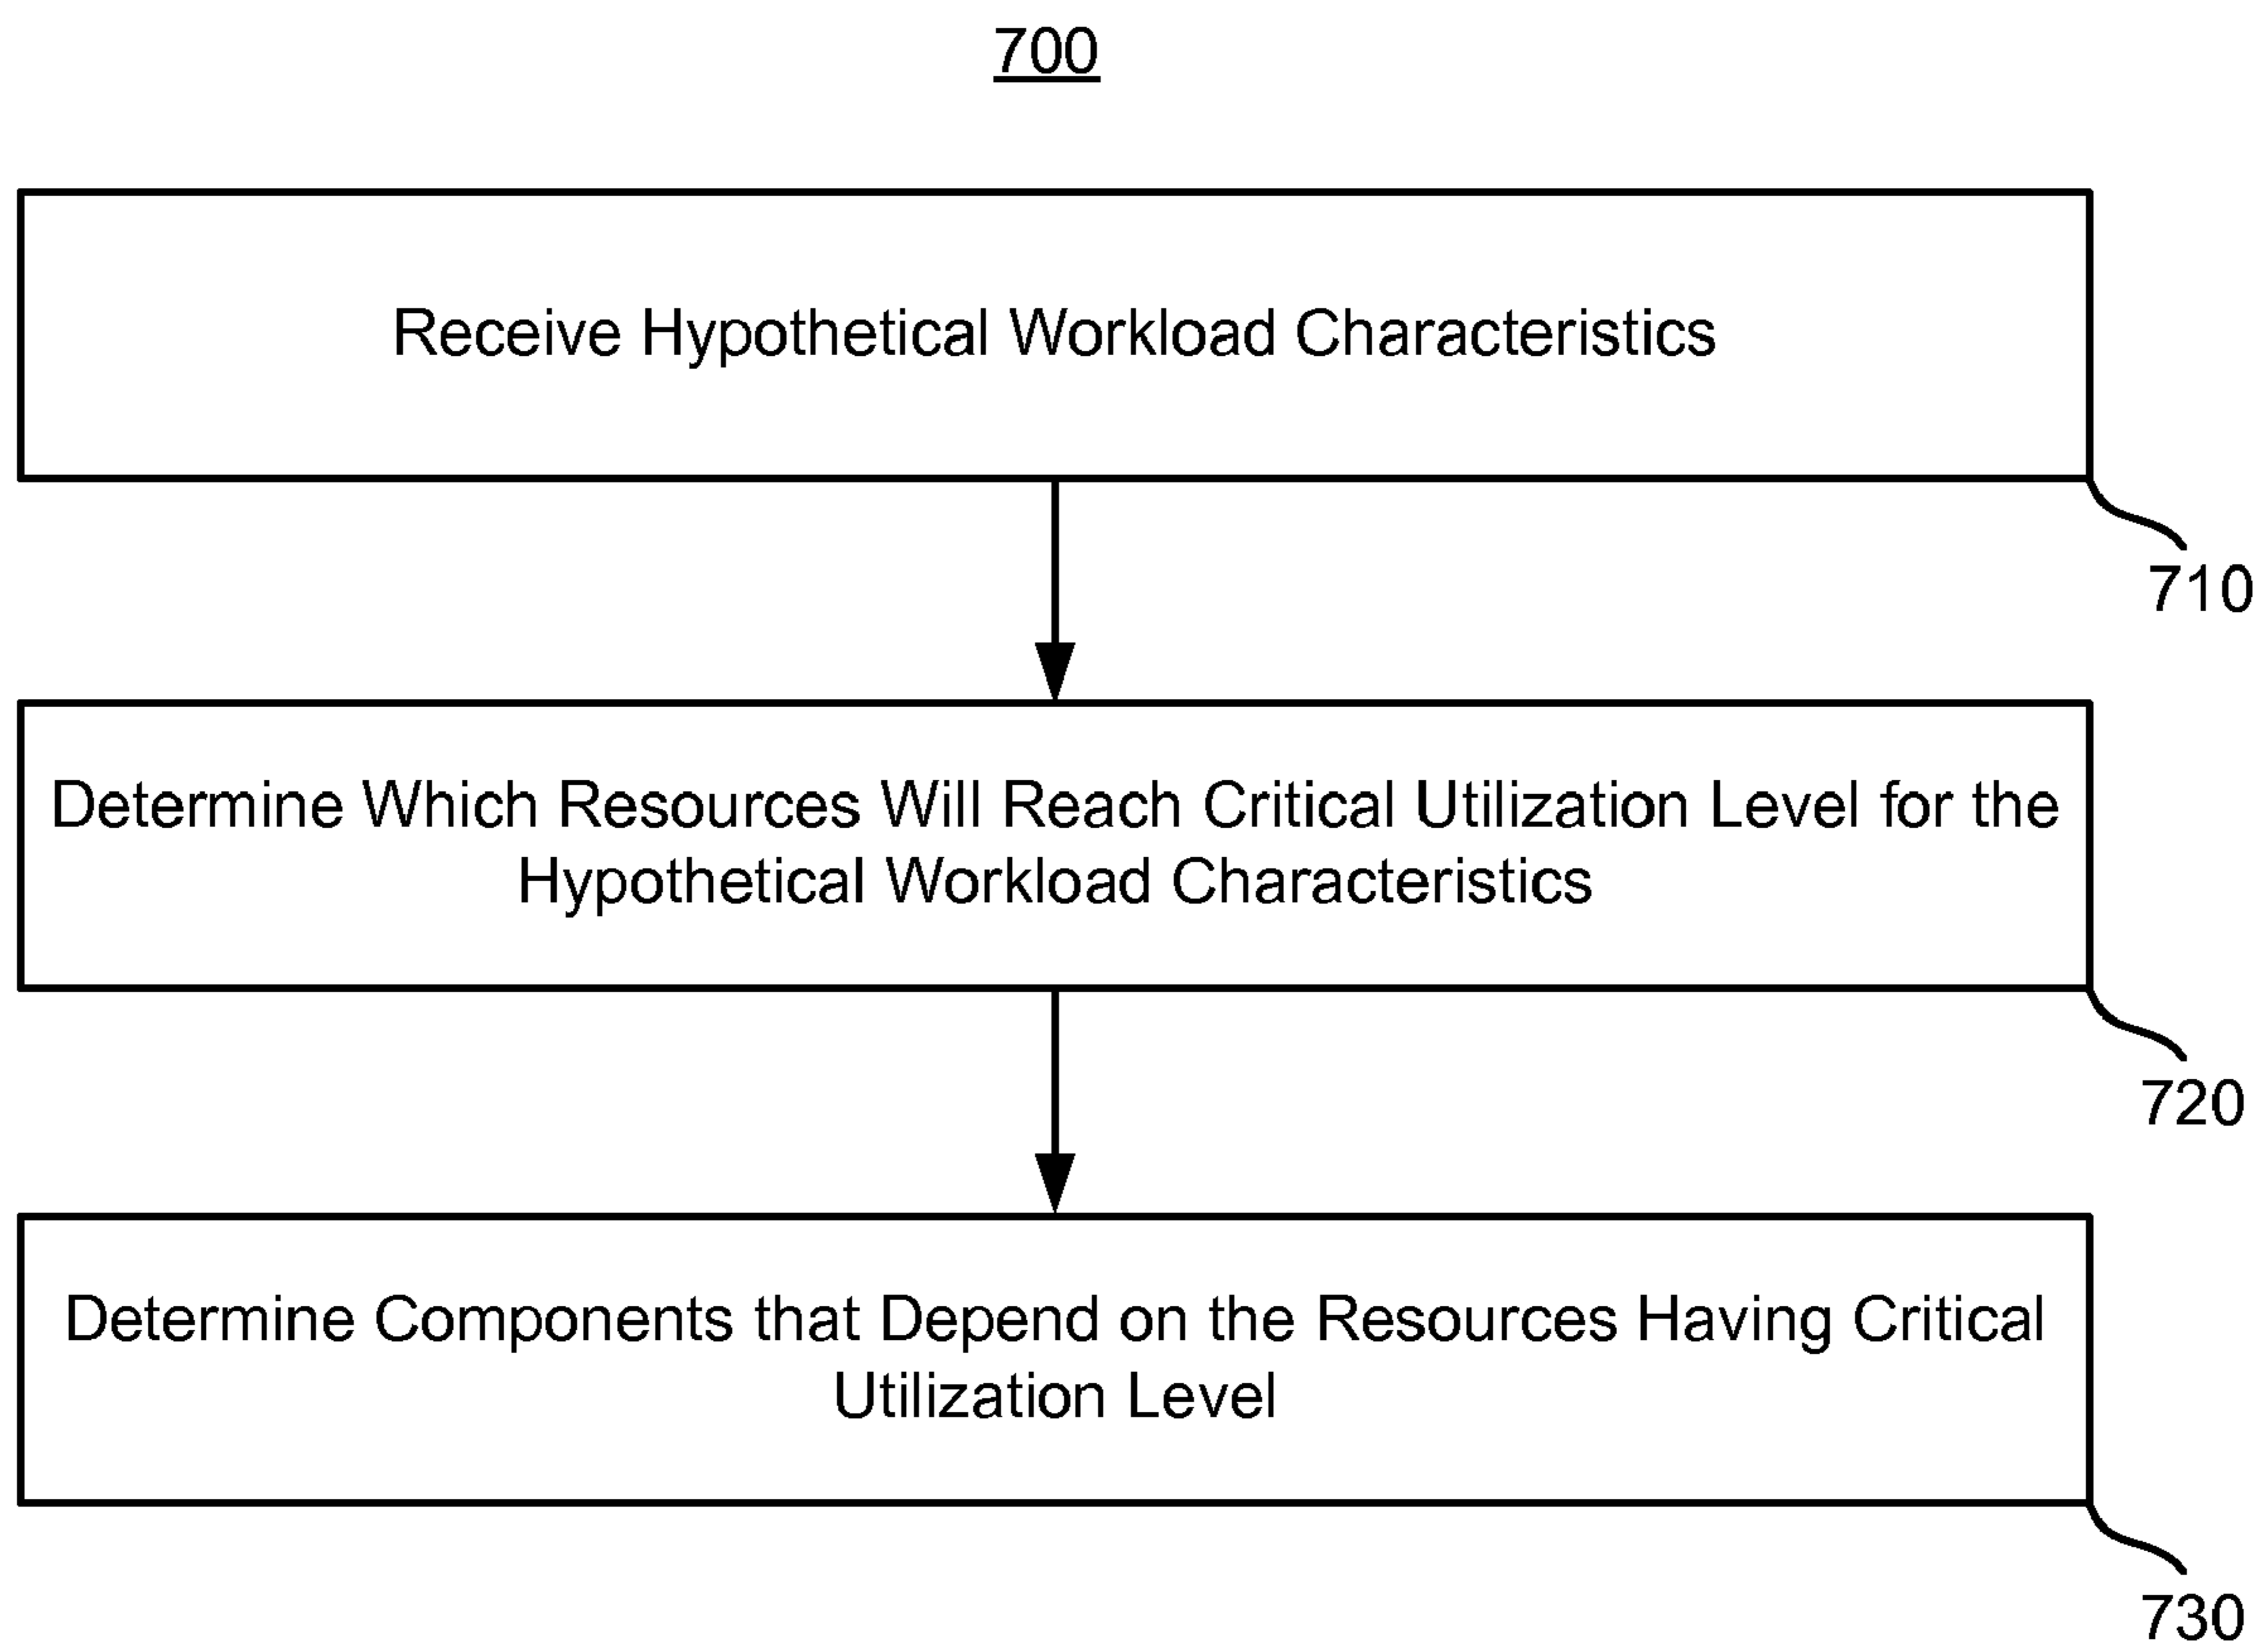 700
Receive Hypothetical Workload Characteristics
710
Determine Which Resources Will Reach Critical Utilization Level for the
Hypothetical Workload Characteristics
720
Determine Components that Depend on the Resources Having Critical
Utilization Level
730